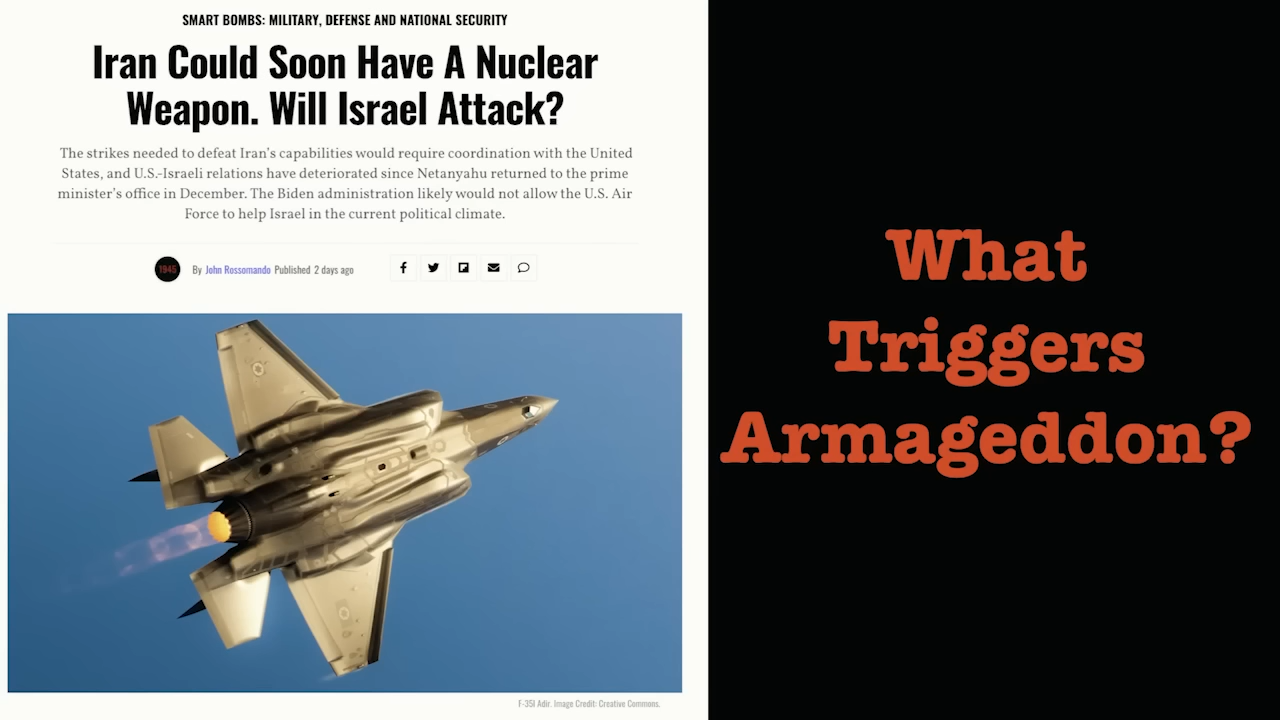 SMART BOMBS: MILITARY, DEFENSE AND NATIONAL SECURITY
Iran Could Soon Have A Nuclear
Weapon. Will Israel Attack?
The strikes needed to defeat Iran's capabilities would require coordination with the United
States, and U.S.-Israeli relations have deteriorated since Netanyahu returned to the prime
minister's office in December. The Biden administration likely would not allow the U.S. Air
Force to help Israel in the current political climate.
1945 By John Rossomando Published 2 days ago
F-35I Adir. Image Credit: Creative Commons.
What
Triggers
Armageddon?